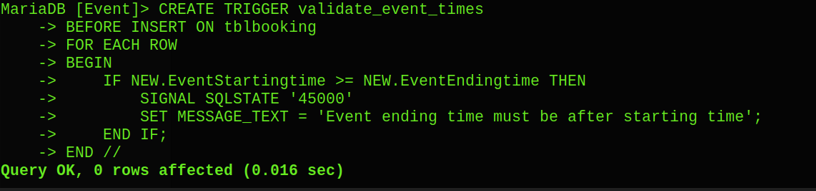 MariaDB [Event]> CREATE TRIGGER validate_event_times
    -> BEFORE INSERT ON tblbooking
    -> FOR EACH ROW
    -> BEGIN
    ->     IF NEW.EventStartingtime >= NEW.EventEndingtime THEN
    ->         SIGNAL SQLSTATE '45000'
    ->         SET MESSAGE_TEXT = 'Event ending time must be after starting time';
    ->     END IF;
    -> END //
Query OK, 0 rows affected (0.016 sec)